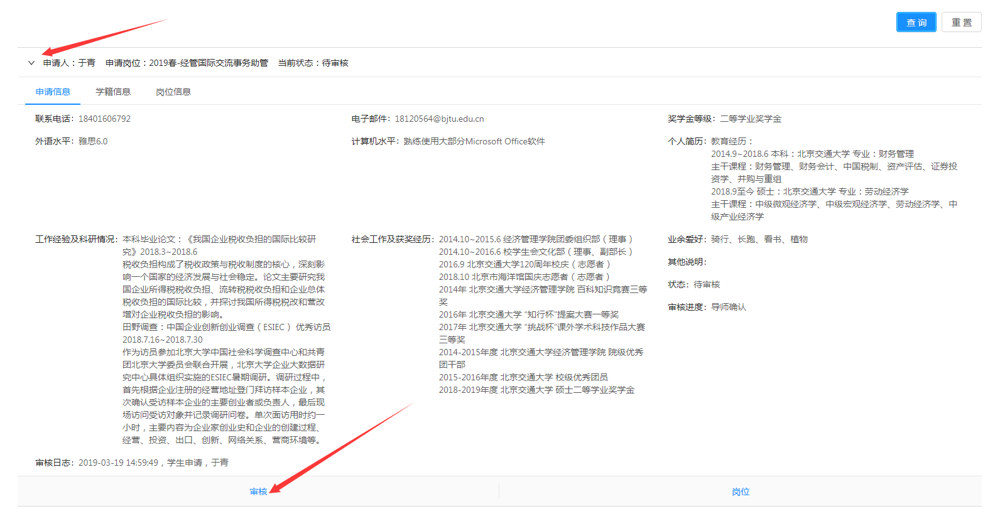 查 询
重 置
申请人：于青 申请岗位：2019春-经管国际交流事务助管 当前状态：待审核
申请信息
学籍信息
岗位信息
联系电话：18401606792
电子邮件：18120564@bjtu.edu.cn
奖学金等级：二等学业奖学金
外语水平：雅思6.0
计算机水平：熟练使用大部分Microsoft Office软件
个人简历：教育经历：
2014.9~2018.6 本科：北京交通大学 专业：财务管理
主干课程：财务管理、财务会计、中国税制、资产评估、证券投
资学、并购与重组
2018.9至今 硕士：北京交通大学 专业：劳动经济学
主干课程：中级微观经济学、中级宏观经济学、劳动经济学、中
级产业经济学
工作经验及科研情况：本科毕业论文：《我国企业税收负担的国际比较研
究》2018.3~2018.6
税收负担构成了税收政策与税收制度的核心，深刻影
响一个国家的经济发展与社会稳定。论文主要研究我
国企业所得税税收负担、流转税税收负担和企业总体
税收负担的国际比较，并探讨我国所得税税改和营改
增对企业税收负担的影响。
田野调查：中国企业创新创业调查（ESIEC） 优秀访员
2018.7.16~2018.7.30
作为访员参加北京大学中国社会科学调查中心和共青
团北京大学委员会联合开展，北京大学企业大数据研
究中心具体组织实施的ESIEC暑期调研。调研过程中，
首先根据企业注册的经营地址登门拜访样本企业，其
次确认受访样本企业的主要创业者或负责人，最后现
场访问受访对象并记录调研问卷。单次面访用时约一
小时，主要内容为企业家创业史和企业的创建过程、
经营、投资、出口、创新、网络关系、营商环境等。
社会工作及获奖经历：2014.10~2015.6 经济管理学院团委组织部（理事）
2014.10~2016.6 校学生会文化部（理事、副部长）
2016.9 北京交通大学120周年校庆（志愿者）
2018.10 北京市海洋馆国庆志愿者（志愿者）
2014年 北京交通大学经济管理学院 百科知识竞赛三等
奖
2016年 北京交通大学 “知行杯”提案大赛一等奖
2017年 北京交通大学 “挑战杯”课外学术科技作品大赛
三等奖
2014-2015年度 北京交通大学经济管理学院 院级优秀
团干部
2015-2016年度 北京交通大学 校级优秀团员
2018-2019年度 北京交通大学 硕士二等学业奖学金
业余爱好：骑行、长跑、看书、植物
其他说明：
状态：待审核
审核进度：导师确认
审核日志：2019-03-19 14:59:49，学生申请，于青
审核
岗位